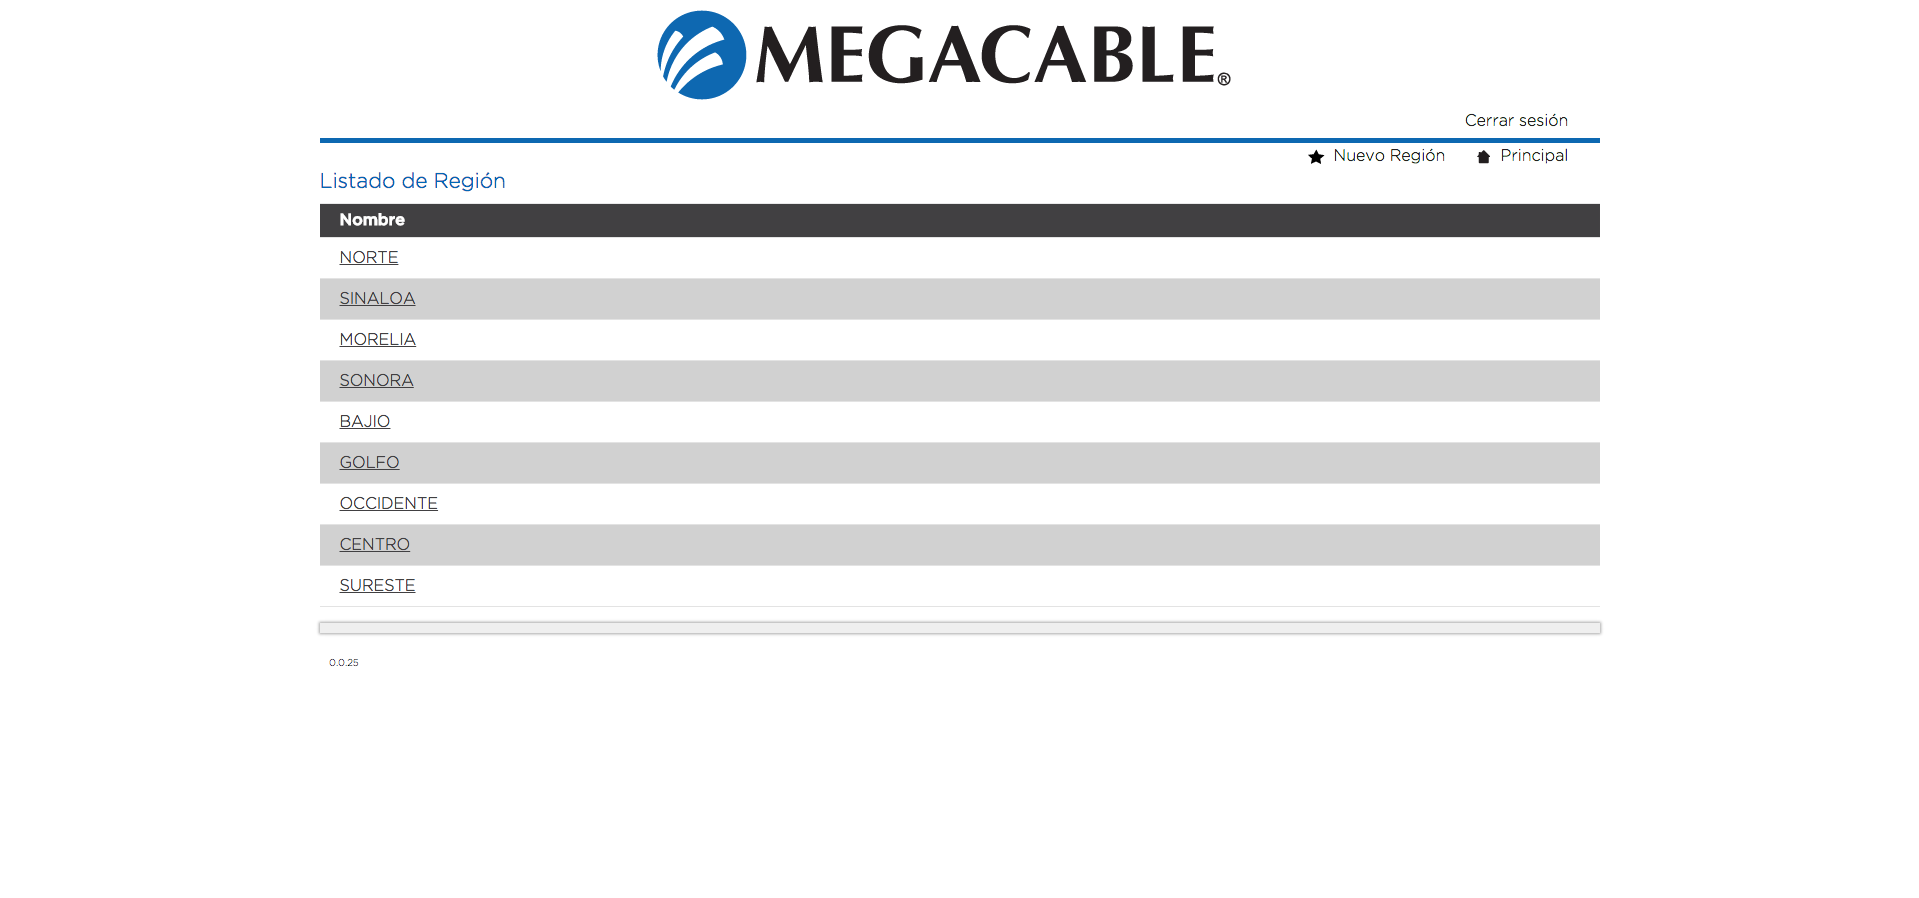 MEGACABLE®
Cerrar sesión
Nuevo Región Principal
Listado de Región
Nombre
NORTE
SINALOA
MORELIA
SONORA
BAJIO
GOLFO
OCCIDENTE
CENTRO
SURESTE
0.0.25